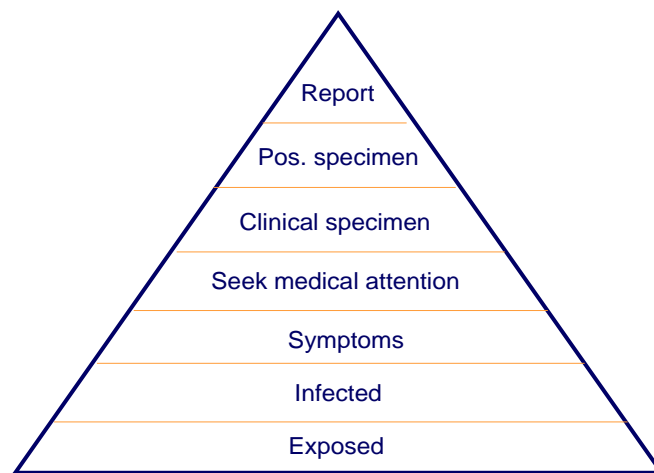 Report
Pos. specimen
Clinical specimen
Seek medical attention
Symptoms
Infected
Exposed